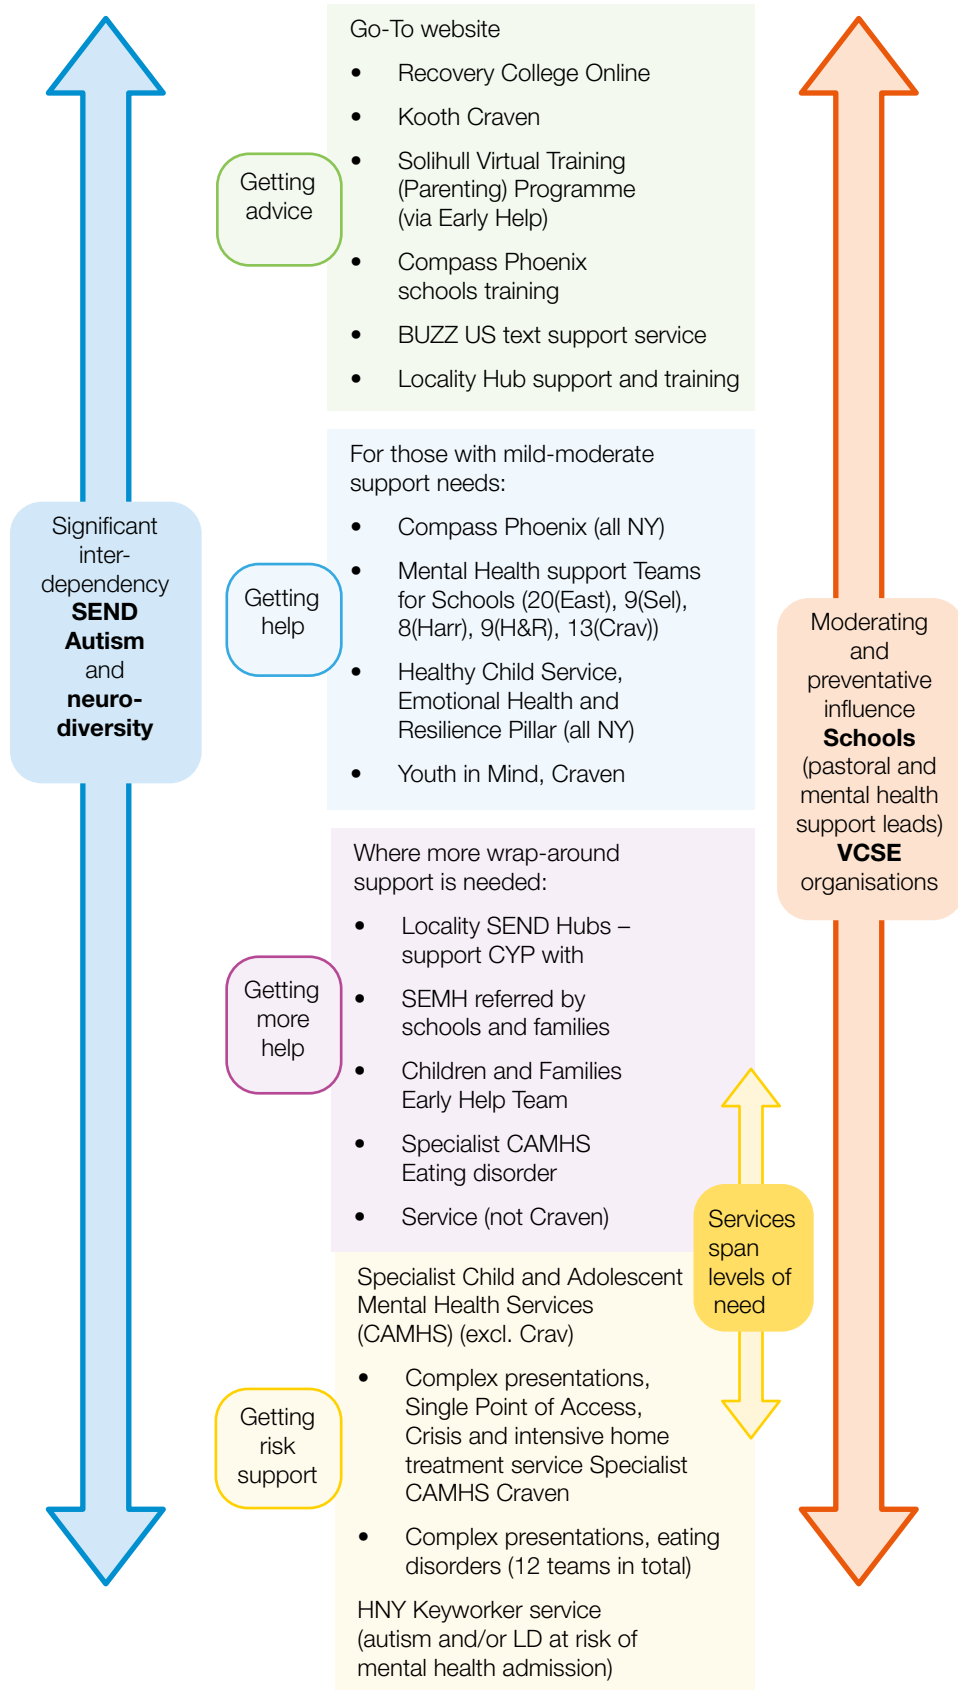 Go-To website
• Recovery College Online
• Kooth Craven
• Solihull Virtual Training
(Parenting) Programme
(via Early Help)
• Compass Phoenix
schools training
• BUZZ US text support service
• Locality Hub support and training
Getting
advice
For those with mild-moderate
support needs:
• Compass Phoenix (all NY)
• Mental Health support Teams
for Schools (20(East), 9(Sel),
8(Harr), 9(H&R), 13(Crav))
• Healthy Child Service,
Emotional Health and
Resilience Pillar (all NY)
• Youth in Mind, Craven
Getting
help
Significant
inter-
dependency
SEND
Autism
and
neuro-
diversity
Moderating
and
preventative
influence
Schools
(pastoral and
mental health
support leads)
VCSE
organisations
Where more wrap-around
support is needed:
• Locality SEND Hubs –
support CYP with
• SEMH referred by
schools and families
• Children and Families
Early Help Team
• Specialist CAMHS
Eating disorder
• Service (not Craven)
Getting
more
help
Services
span
levels of
need
Specialist Child and Adolescent
Mental Health Services
(CAMHS) (excl. Crav)
• Complex presentations,
Single Point of Access,
Crisis and intensive home
treatment service Specialist
CAMHS Craven
• Complex presentations, eating
disorders (12 teams in total)
HNY Keyworker service
(autism and/or LD at risk of
mental health admission)
Getting
risk
support